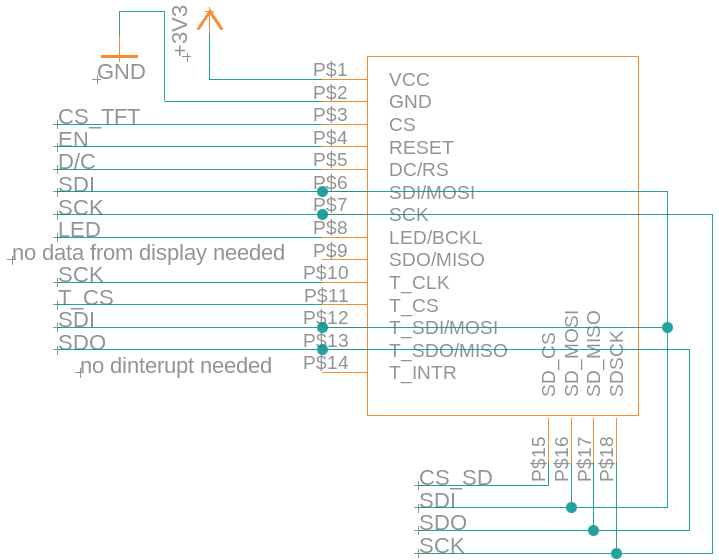 +3V3
GND
P$1 VCC
P$2 GND
CS_TFT P$3 CS
EN P$4 RESET
D/C P$5 DC/RS
SDI P$6 SDI/MOSI
SCK P$7 SCK
LED P$8 LED/BCKL
no data from display needed P$9 SDO/MISO
SCK P$10 T_CLK
T_CS P$11 T_CS
SDI P$12 T_SDI/MOSI
SDO P$13 T_SDO/MISO
no dinterupt needed P$14 T_INTR
SD_CS
SD_MOSI
SD_MISO
SDSCK
P$15
P$16
P$17
P$18
CS_SD
SDI
SDO
SCK